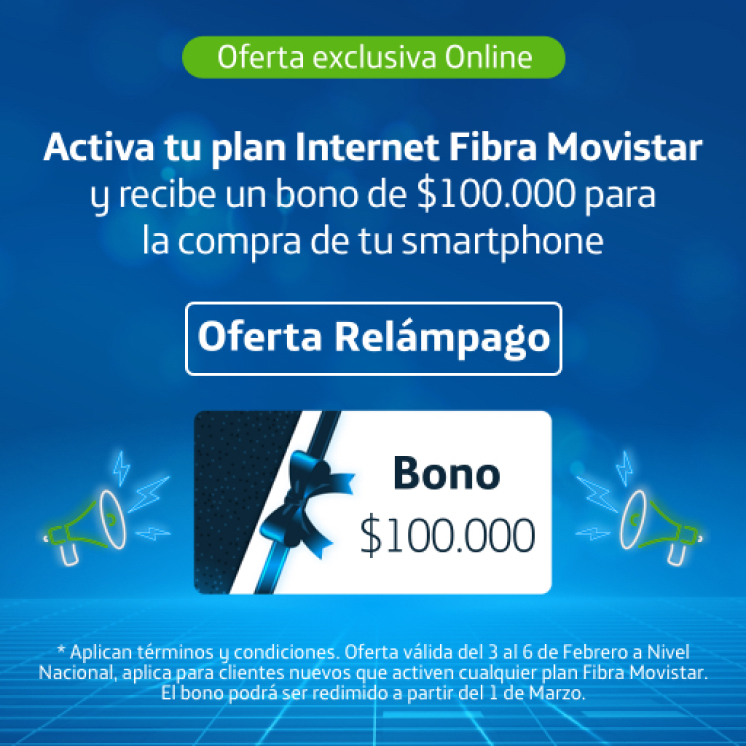 Oferta exclusiva Online
Activa tu plan Internet Fibra Movistar
y recibe un bono de $100.000 para
la compra de tu smartphone
Oferta Relámpago
Bono
$100.000
* Aplican términos y condiciones. Oferta válida del 3 al 6 de Febrero a Nivel
Nacional, aplica para clientes nuevos que activen cualquier plan Fibra Movistar.
El bono podrá ser redimido a partir del 1 de Marzo.